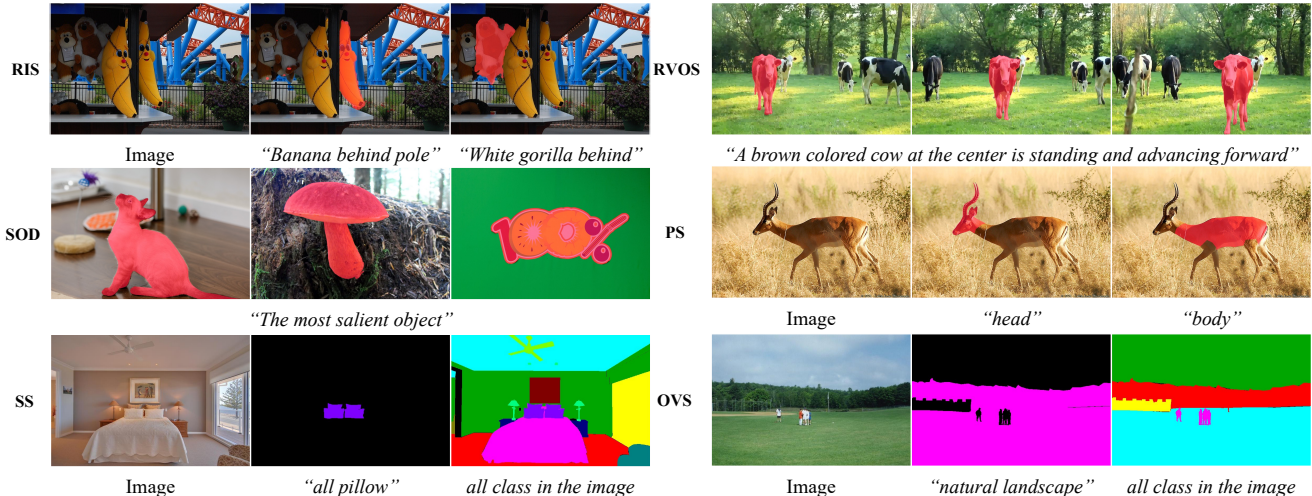 RIS
Image
“Banana behind pole”
“White gorilla behind”
RVOS
“A brown colored cow at the center is standing and advancing forward”
SOD
100%
“The most salient object”
PS
Image
“head”
“body”
SS
Image
“all pillow”
all class in the image
OVS
Image
“natural landscape”
all class in the image